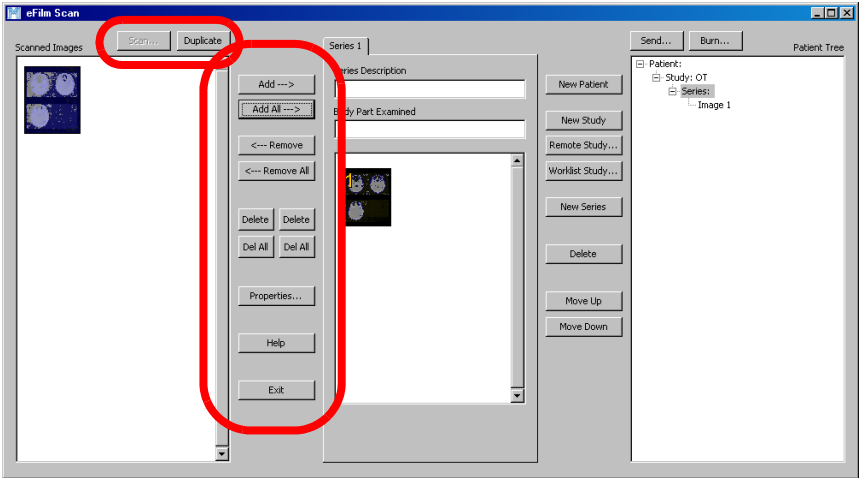 eFilm Scan
Scanned Images
Scan...
Duplicate
Add --->
Add All --->
<--- Remove
<--- Remove All
Delete Delete
Del All Del All
Properties...
Help
Exit
Series 1
Series Description
Body Part Examined
1
New Patient
New Study
Remote Study...
Worklist Study...
New Series
Delete
Move Up
Move Down
Send...
Burn...
Patient Tree
Patient:
Study: OT
Series:
Image 1